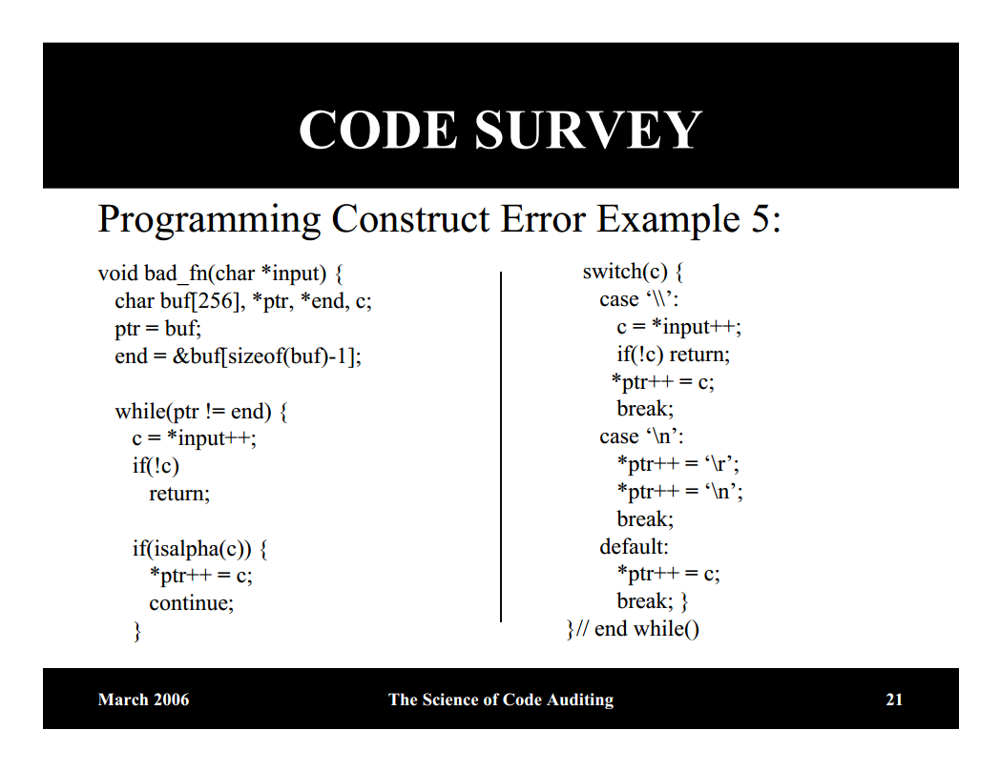 CODE SURVEY
Programming Construct Error Example 5:
void bad_fn(char *input) {
char buf[256], *ptr, *end, c;
ptr = buf;
end = &buf[sizeof(buf)-1];
while(ptr != end) {
c = *input++;
if(!c)
return;
if(isalpha(c)) {
*ptr++ = c;
continue;
}
switch(c) {
case ‘\\’:
c = *input++;
if(!c) return;
*ptr++ = c;
break;
case ‘\n’:
*ptr++ = ‘\r’;
*ptr++ = ‘\n’;
break;
default:
*ptr++ = c;
break; }
}// end while()
March 2006
The Science of Code Auditing
21